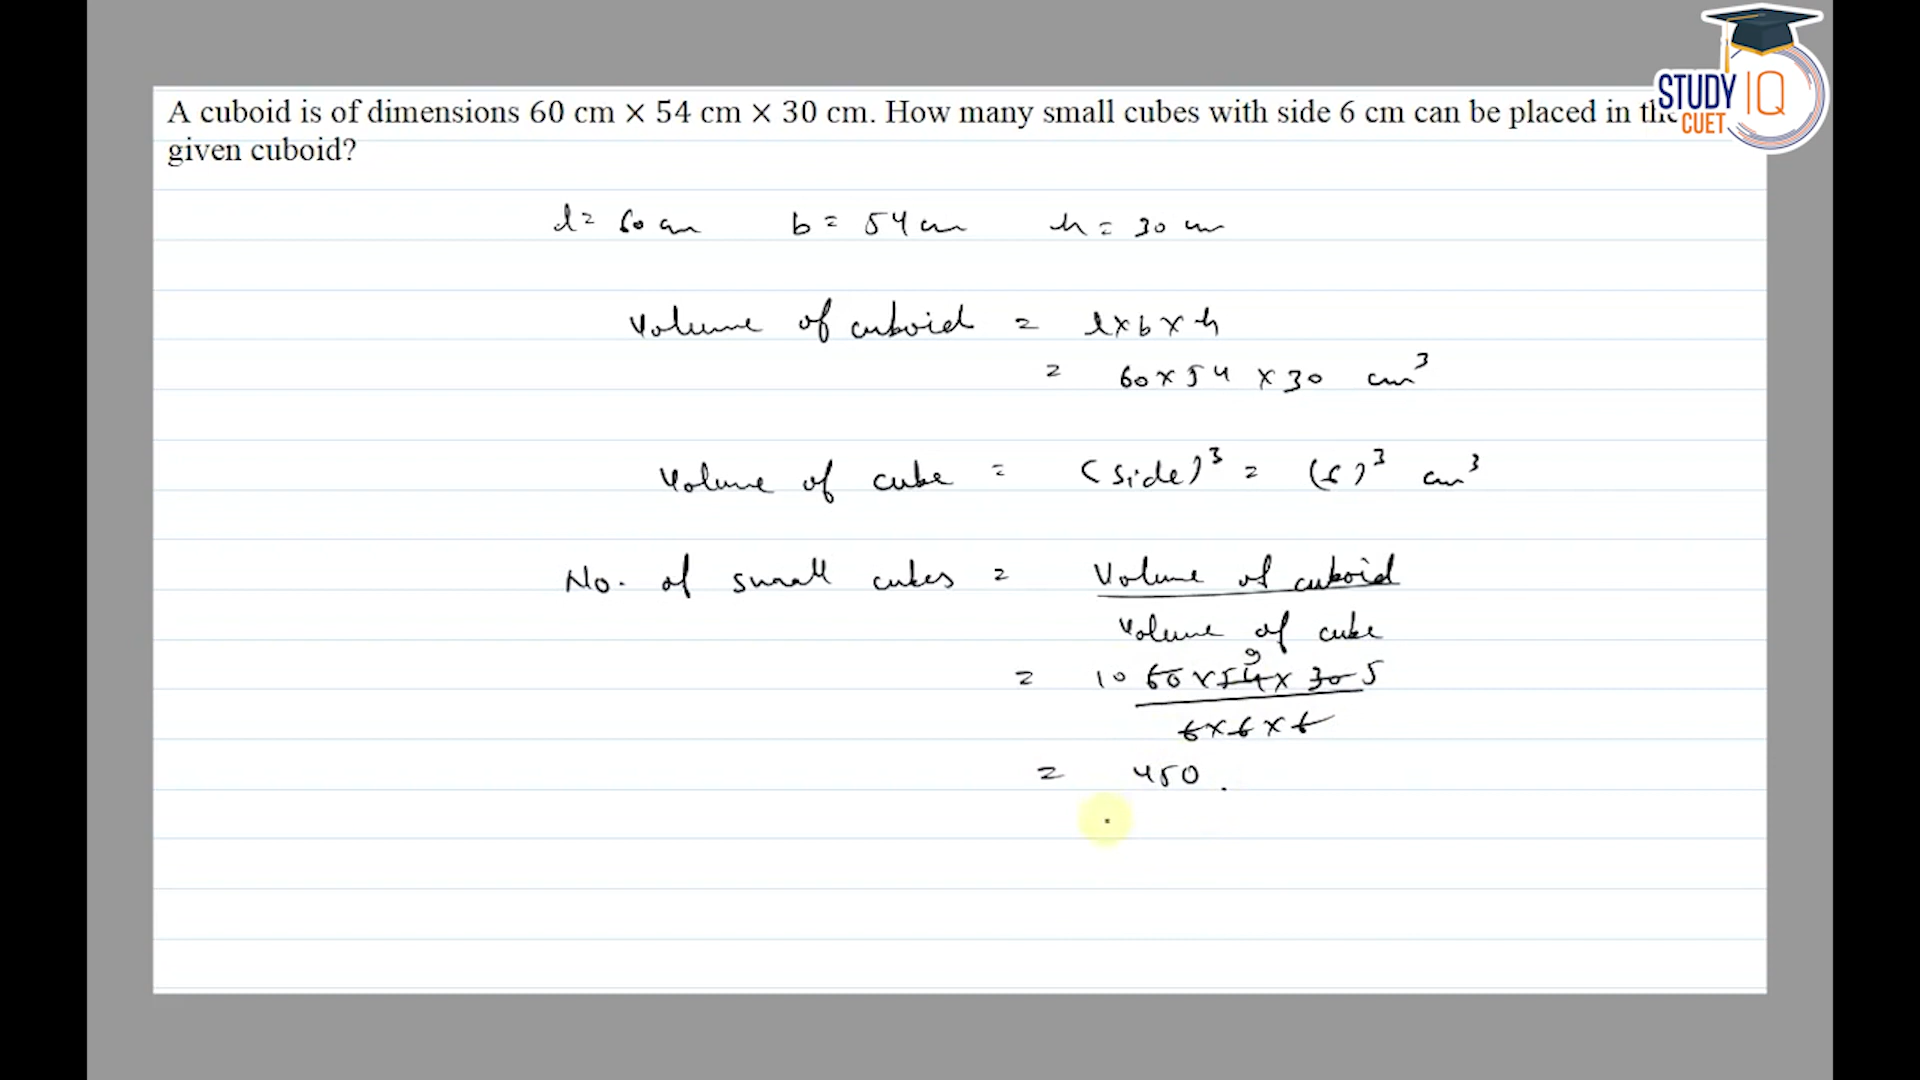 STUDY IQ
CUET
A cuboid is of dimensions 60 cm × 54 cm × 30 cm. How many small cubes with side 6 cm can be placed in the
given cuboid?
l = 60 cm b = 54 cm h = 30 cm
Volume of cuboid = l × b × h
= 60 × 54 × 30 cm³
Volume of cube = (side)³ = (6)³ cm³
No. of small cubes = Volume of cuboid
Volume of cube
9
= 10 60 × 54 × 30 5
6 × 6 × 6
= 450.